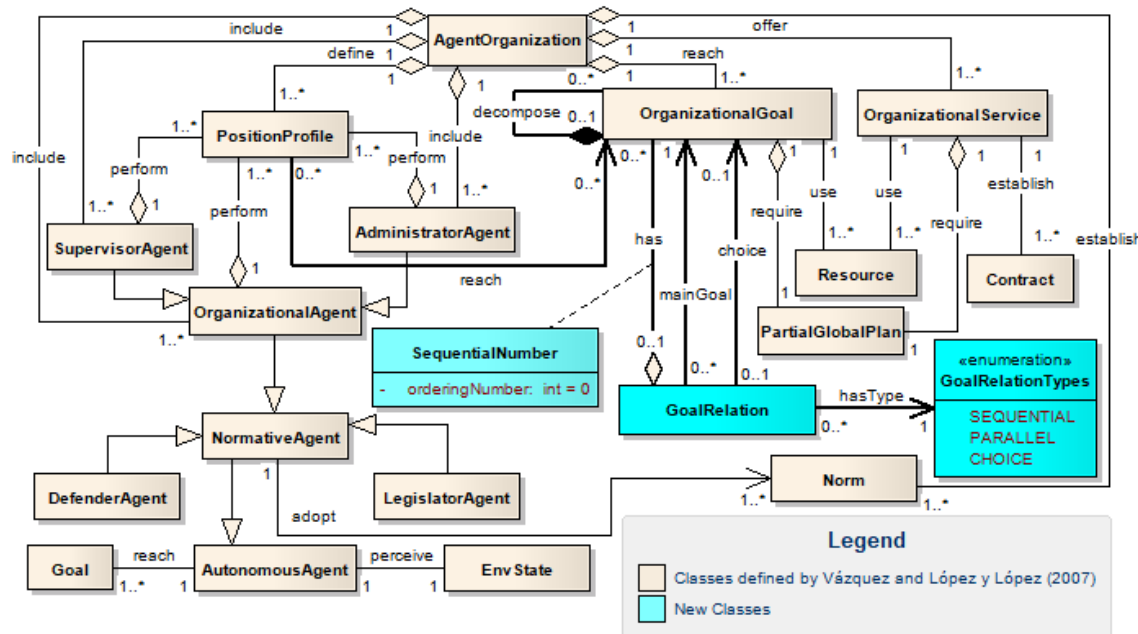 include
1
1
AgentOrganization
1
1
offer
define
1
1
1
1
reach
1
1..*
0..*
1..*
1..*
decompose
0..1
OrganizationalGoal
OrganizationalService
1..*
PositionProfile
1..*
0..*
include
0..*
0..*
1
0..1
1
1
1
1
include
perform
1..*
perform
perform
1
1..*
1
1..*
AdministratorAgent
SupervisorAgent
has
choice
require
use
use
establish
require
1..*
1..*
1..*
establish
Resource
Contract
1
reach
mainGoal
OrganizationalAgent
1..*
1
PartialGlobalPlan
1
SequentialNumber
- orderingNumber: int = 0
0..1
0..*
0..1
«enumeration»
GoalRelationTypes
SEQUENTIAL
PARALLEL
CHOICE
GoalRelation
hasType
0..*
1
NormativeAgent
1
DefenderAgent
LegislatorAgent
adopt
Norm
1..*
1..*
Goal
reach
1..*
1
AutonomousAgent
perceive
1
1
EnvState
Legend
Classes defined by Vázquez and López y López (2007)
New Classes